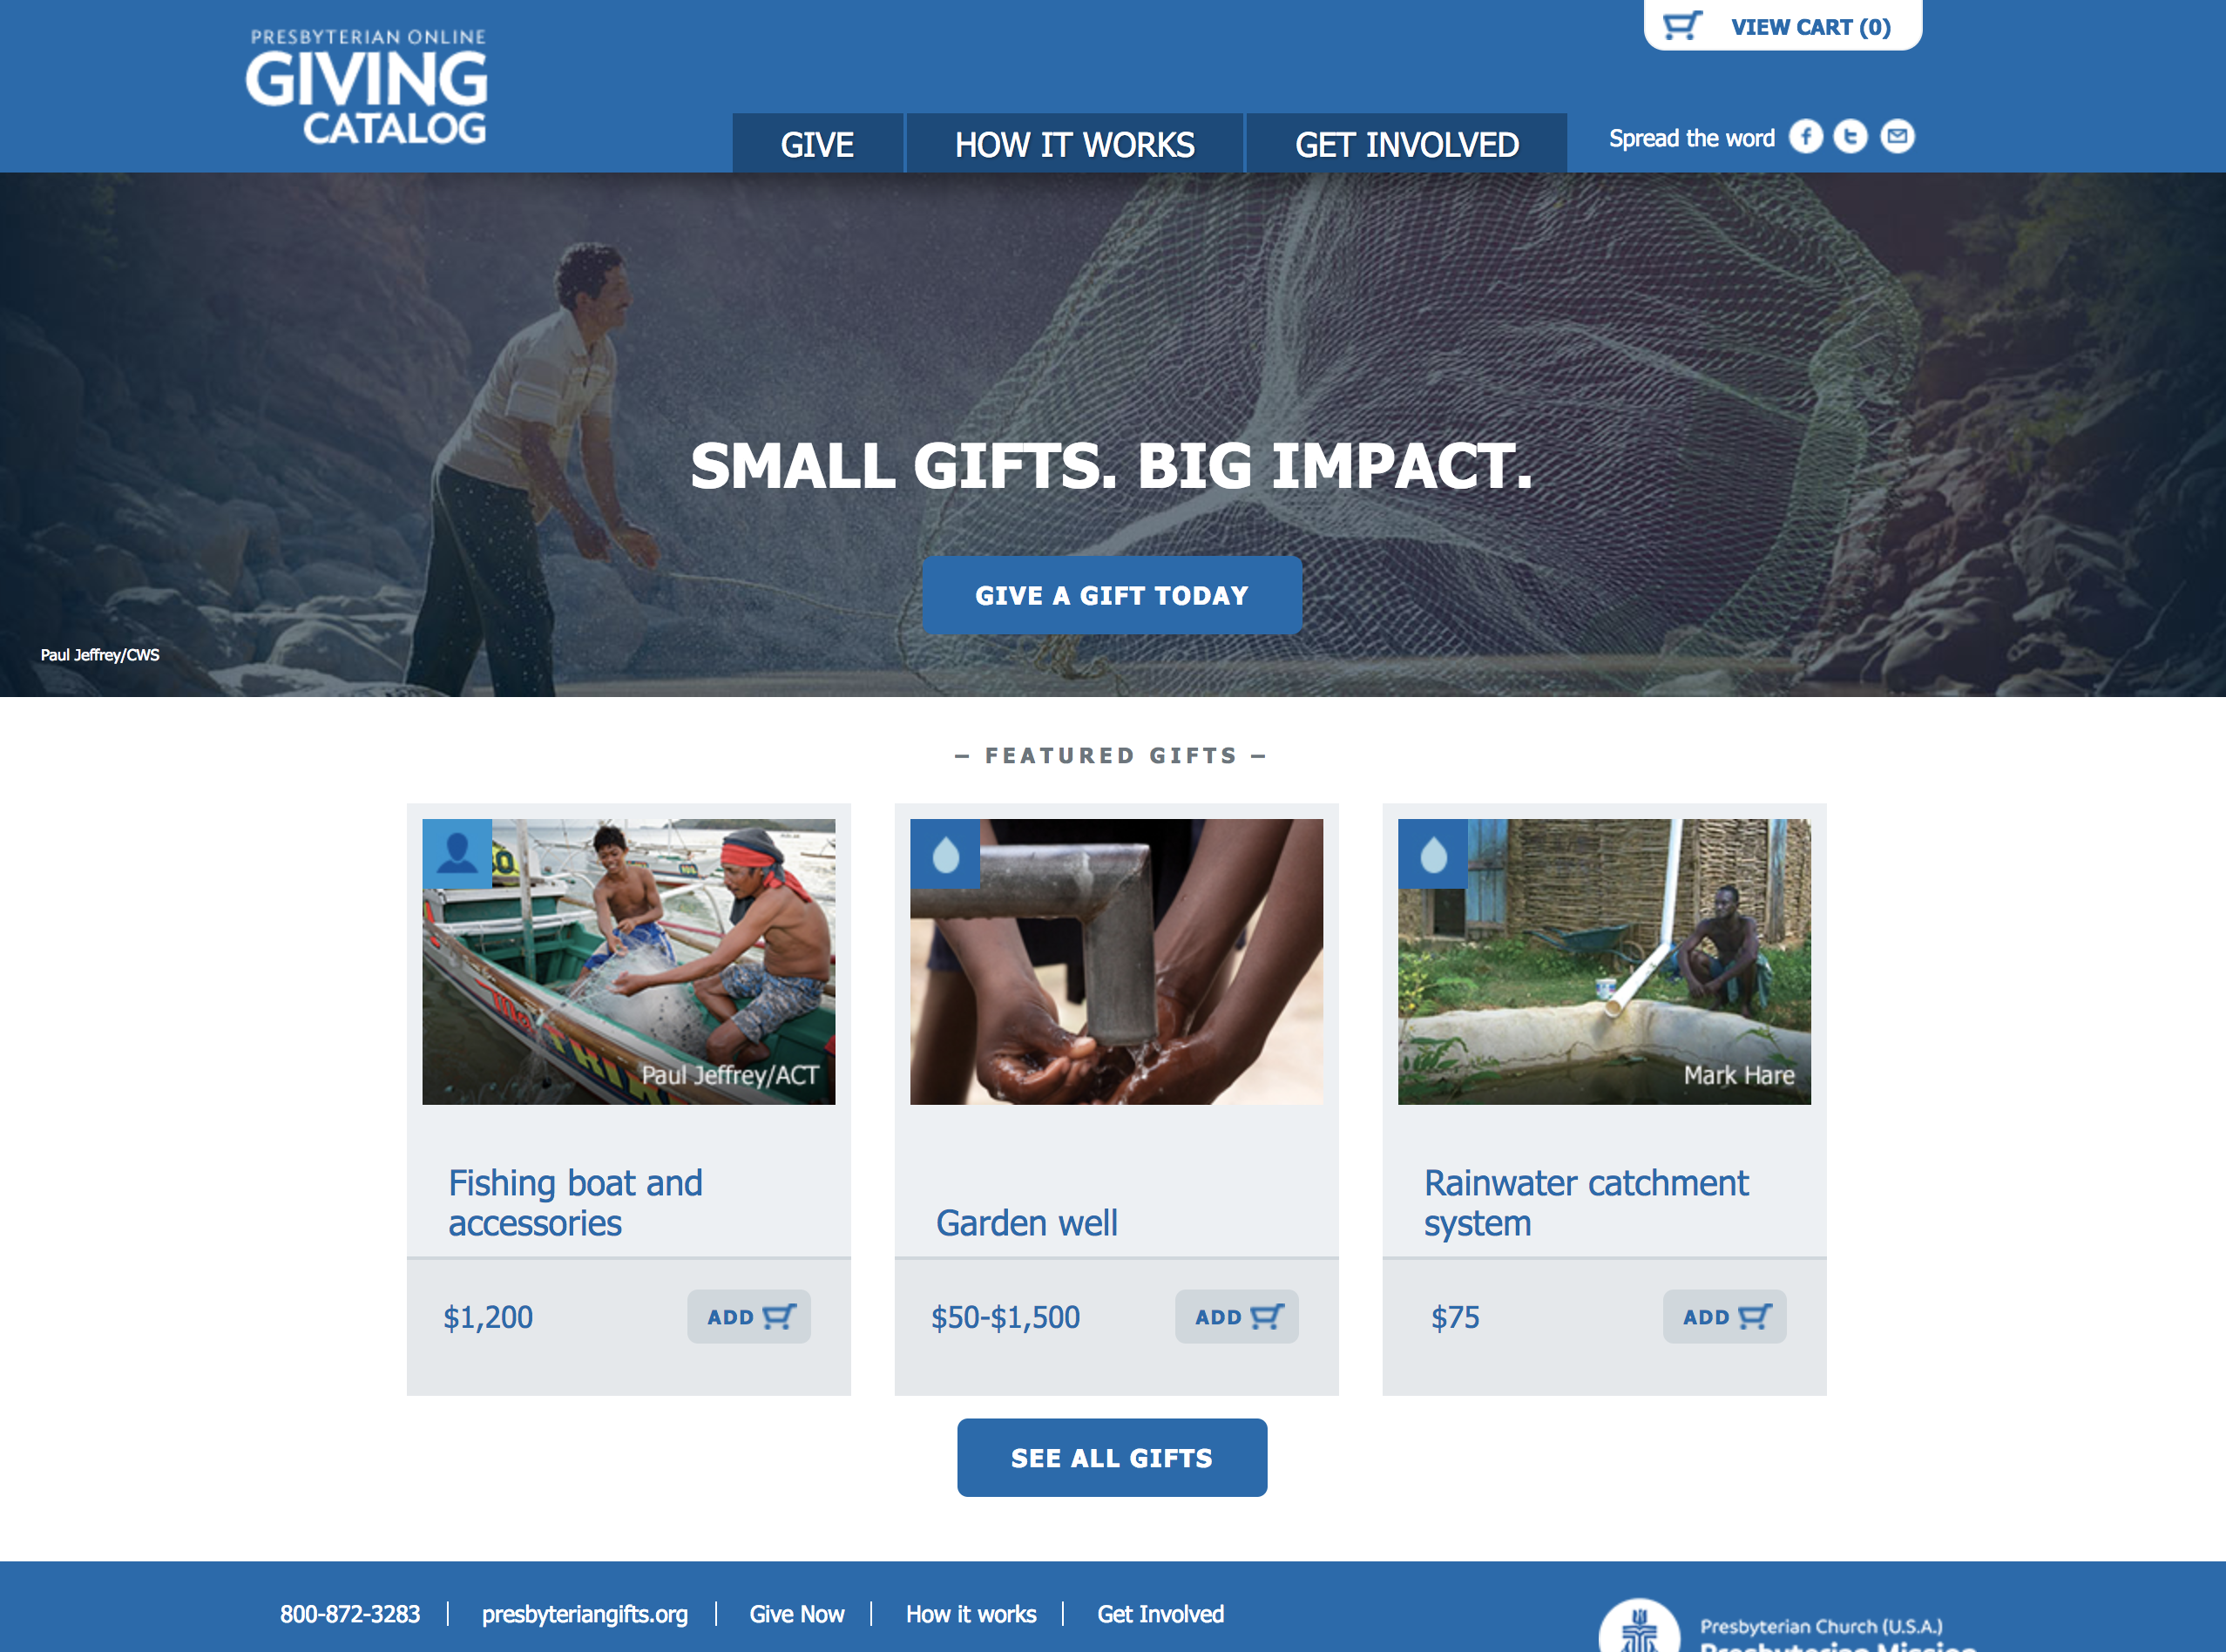 PRESBYTERIAN ONLINE
GIVING
CATALOG
VIEW CART (0)
GIVE
HOW IT WORKS
GET INVOLVED
Spread the word
SMALL GIFTS. BIG IMPACT.
GIVE A GIFT TODAY
Paul Jeffrey/CWS
– FEATURED GIFTS –
Paul Jeffrey/ACT
Mark Hare
Fishing boat and
accessories
Garden well
Rainwater catchment
system
$1,200
ADD
$50-$1,500
ADD
$75
ADD
SEE ALL GIFTS
800-872-3283
presbyteriangifts.org
Give Now
How it works
Get Involved
Presbyterian Church (U.S.A.)
Presbyterian Mission